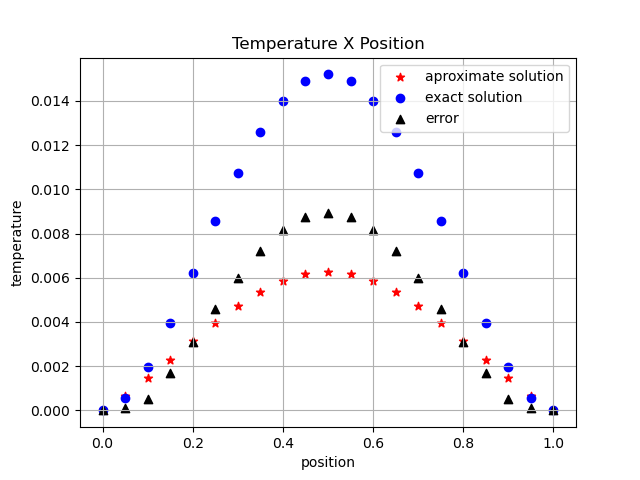 Temperature X Position
aproximate solution
exact solution
error
temperature
0.014
0.012
0.010
0.008
0.006
0.004
0.002
0.000
0.0 0.2 0.4 0.6 0.8 1.0
position